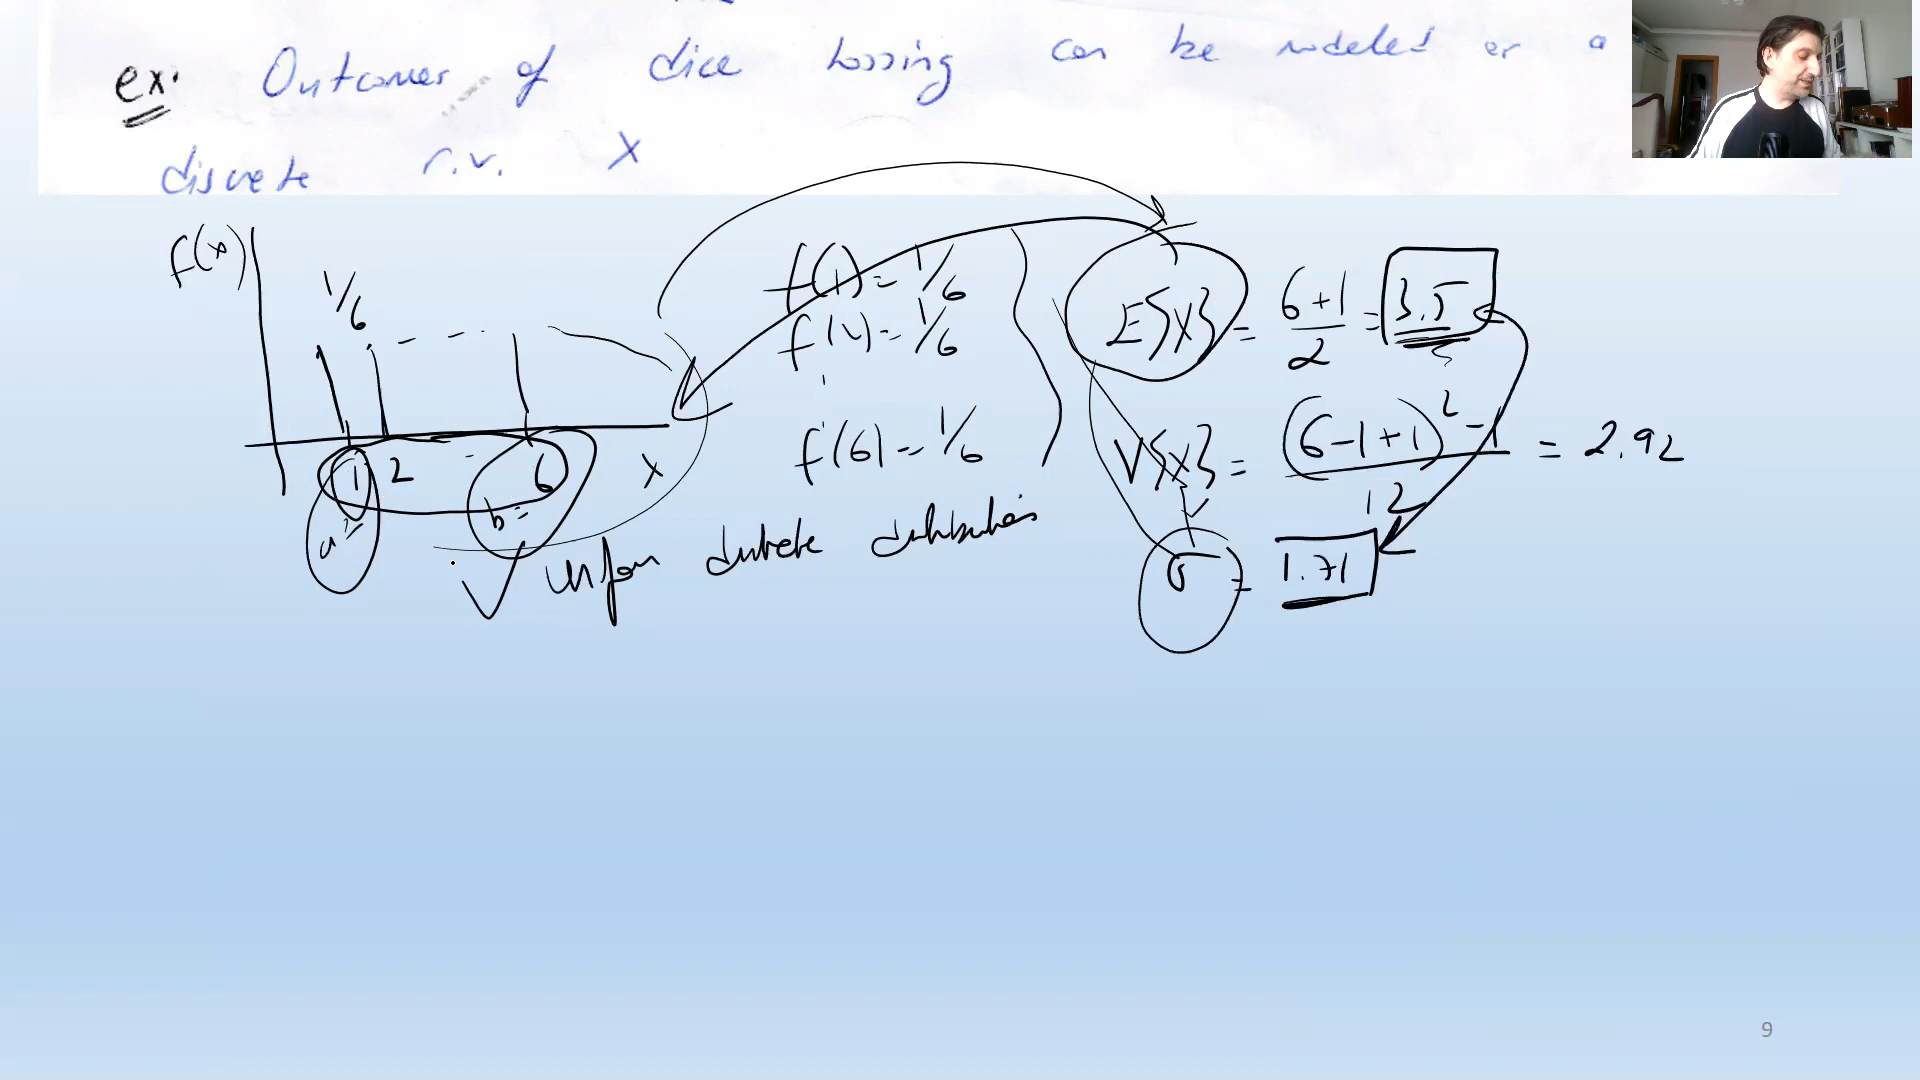 ex: Outcomes of dice tossing can be modeled as a
discrete r.v. X
f(x)
1/6
1 2 - 6 x
a =
b =
f(1) = 1/6
f(2) = 1/6
f(6) = 1/6
uniform discrete distribution
E{X} = 6+1 / 2 = 3.5
V{X} = (6-1+1)² - 1 / 12 = 2.92
σ = 1.71
9